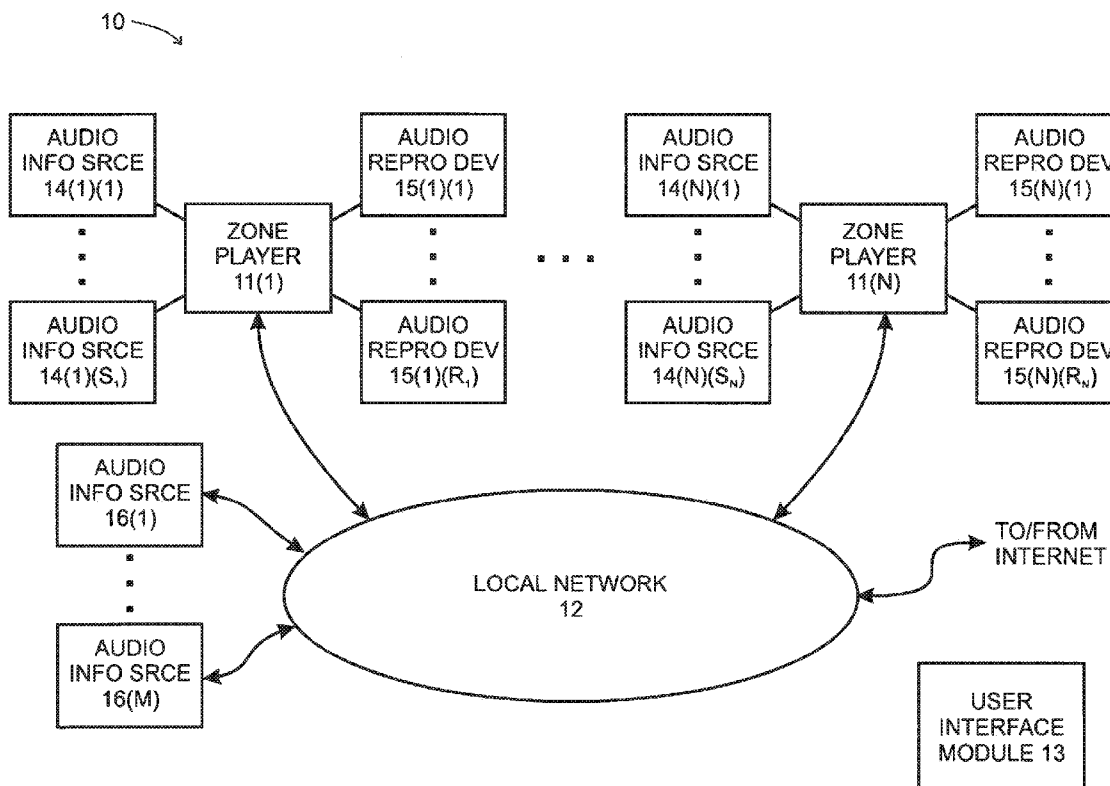 10
AUDIO
INFO SRCE
14(1)(1)
AUDIO
REPRO DEV
15(1)(1)
AUDIO
INFO SRCE
14(N)(1)
AUDIO
REPRO DEV
15(N)(1)
ZONE
PLAYER
11(1)
ZONE
PLAYER
11(N)
AUDIO
INFO SRCE
14(1)(S₁)
AUDIO
REPRO DEV
15(1)(R₁)
AUDIO
INFO SRCE
14(N)(Sₙ)
AUDIO
REPRO DEV
15(N)(Rₙ)
AUDIO
INFO SRCE
16(1)
TO/FROM
INTERNET
LOCAL NETWORK
12
AUDIO
INFO SRCE
16(M)
USER
INTERFACE
MODULE 13